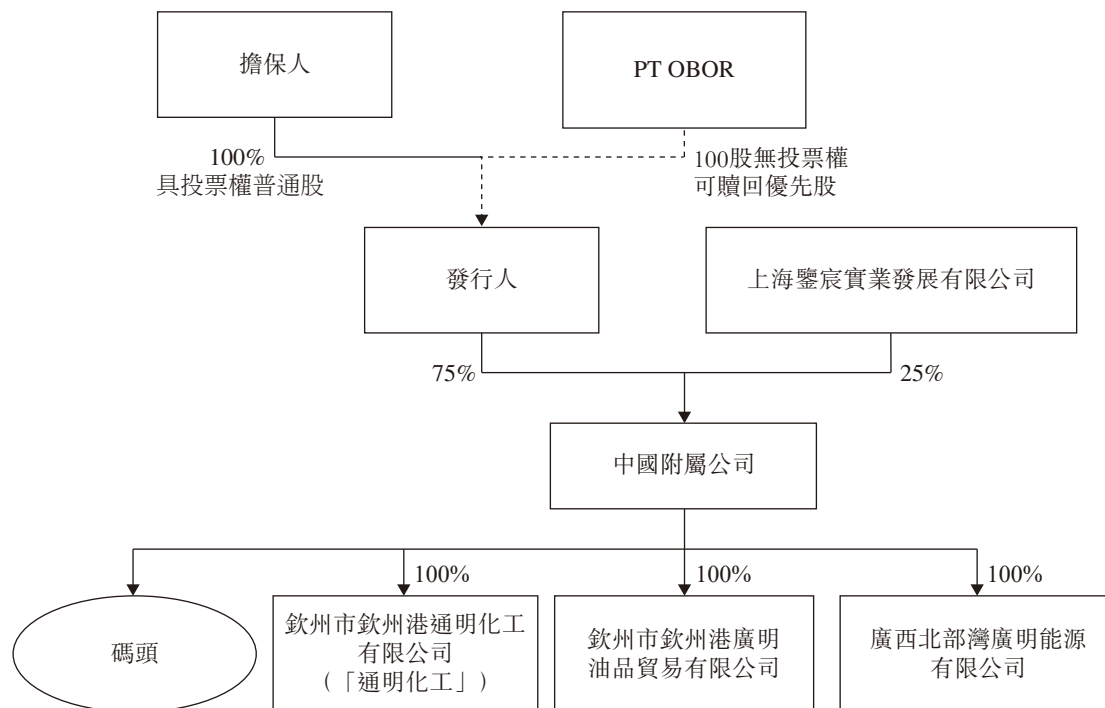 擔保人
PT OBOR
100%
具投票權普通股
100股無投票權
可贖回優先股
發行人
上海鑒宸實業發展有限公司
75%
25%
中國附屬公司
100%
100%
100%
碼頭
欽州市欽州港通明化工
有限公司
（「通明化工」）
欽州市欽州港廣明
油品貿易有限公司
廣西北部灣廣明能源
有限公司